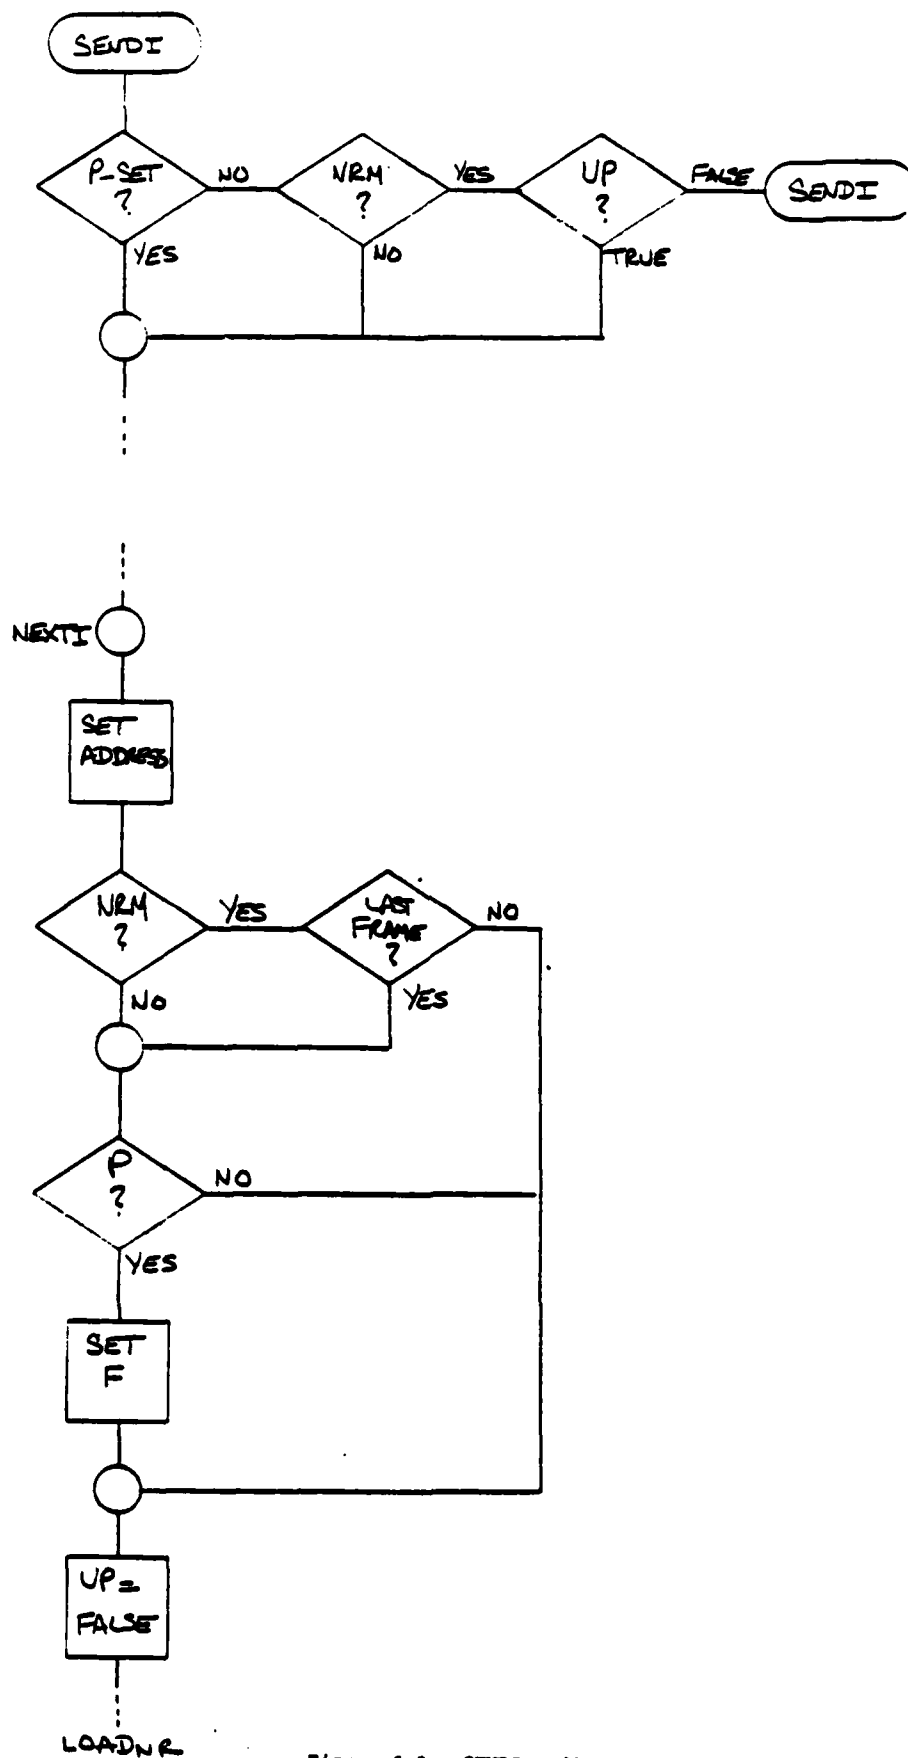 SENDI
P-SET
?
NO
NRM
?
YES
UP
?
FALSE
SENDI
YES
NO
TRUE
NEXTI
SET
ADDRESS
NRM
?
YES
LAST
FRAME
?
NO
NO
YES
P
?
NO
YES
SET
F
UP=
FALSE
LOADNR